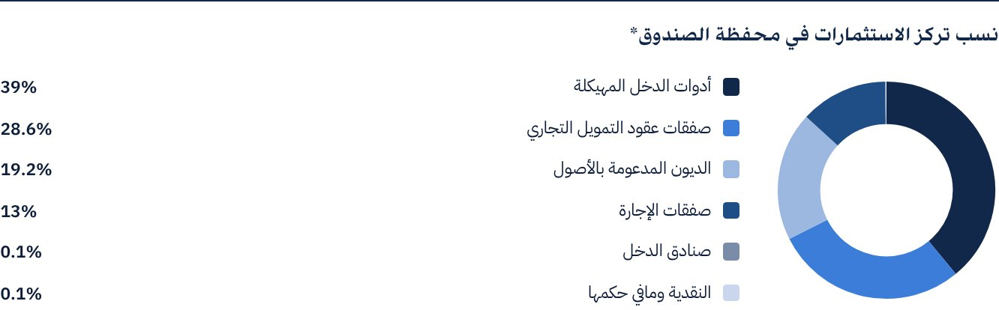 نسب تركز الاستثمارات في محفظة الصندوق*
أدوات الدخل المهيكلة 39%
صفقات عقود التمويل التجاري 28.6%
الديون المدعومة بالأصول 19.2%
صفقات الإجارة 13%
صنادق الدخل 0.1%
النقدية ومافي حكمها 0.1%